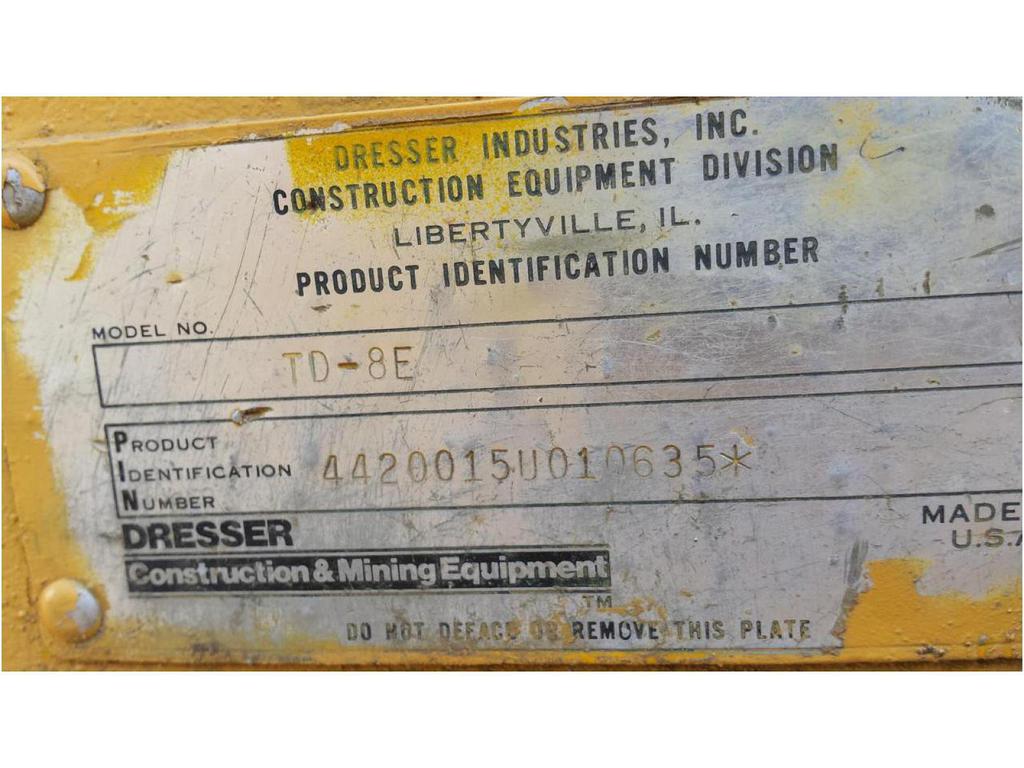 DRESSER INDUSTRIES, INC.
CONSTRUCTION EQUIPMENT DIVISION
LIBERTYVILLE, IL.
PRODUCT IDENTIFICATION NUMBER
MODEL NO.
TD-8E
PRODUCT
IDENTIFICATION
NUMBER
4420015U010635*
DRESSER
Construction & Mining Equipment
TM
MADE
U.S.A
DO NOT DEFACE OR REMOVE THIS PLATE